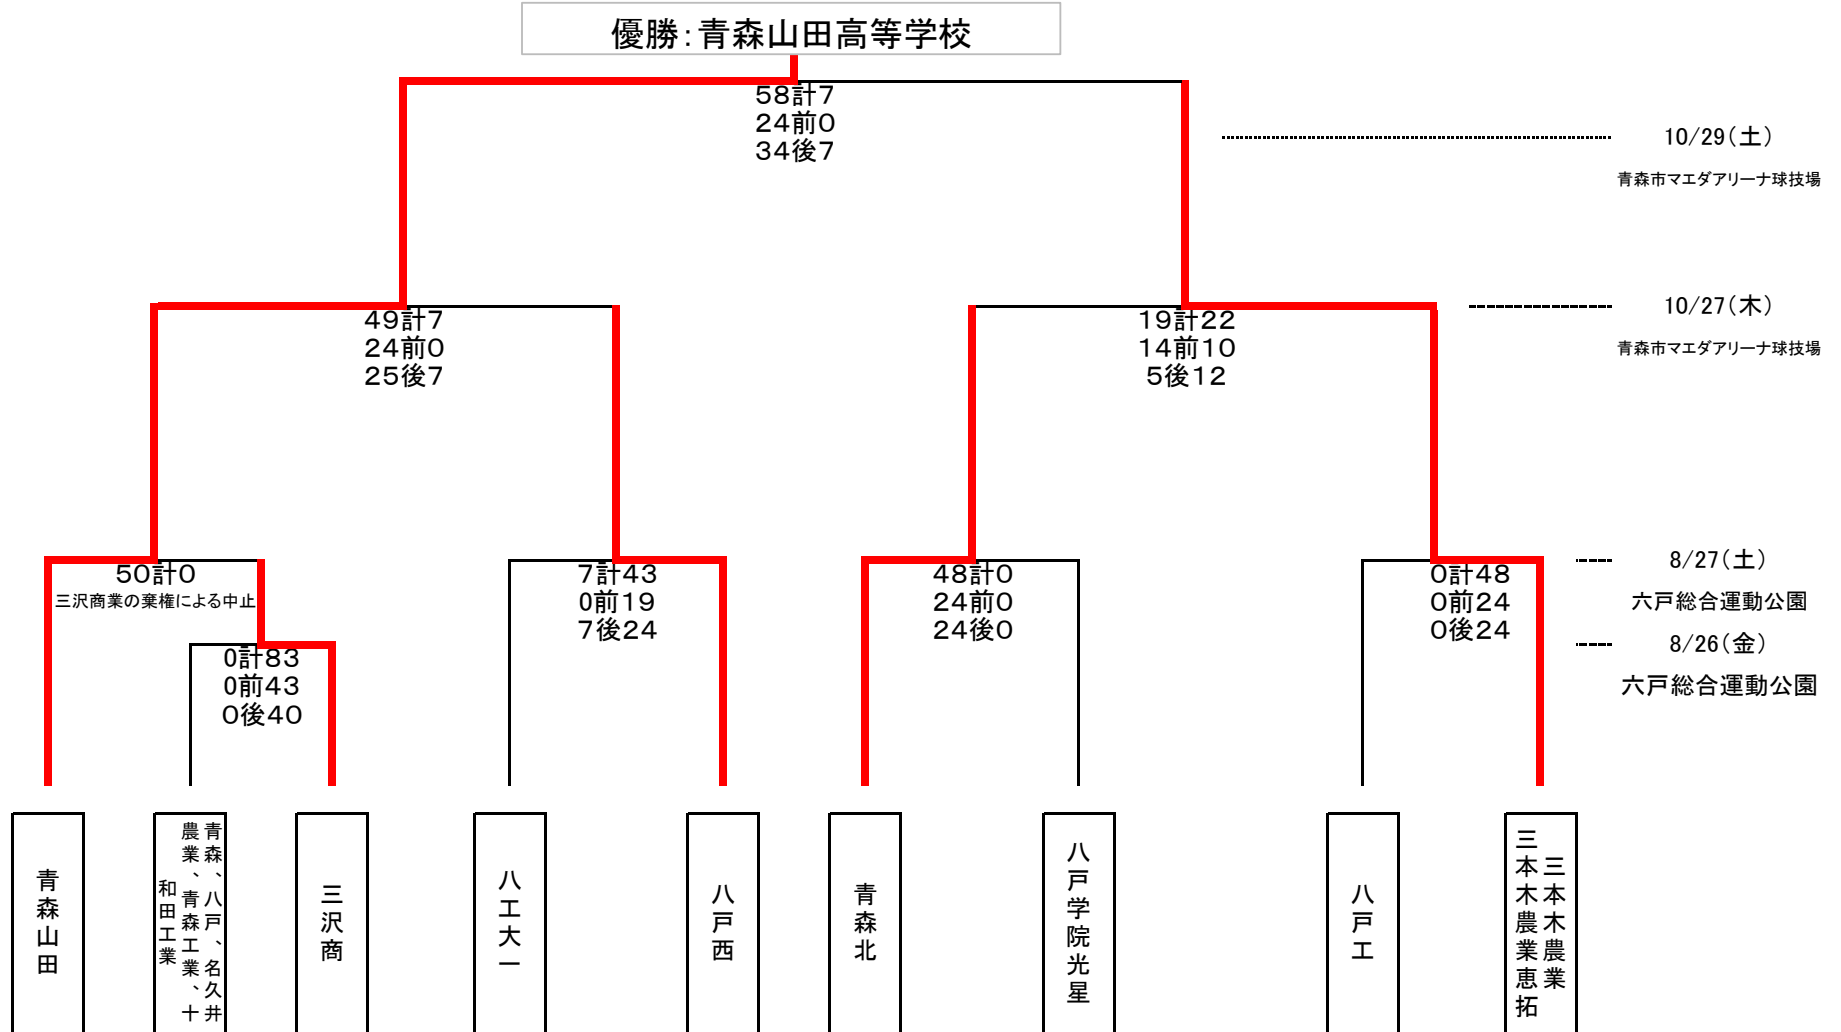 優勝：青森山田高等学校
58計7
24前0
34後7
10/29（土）
青森市マエダアリーナ球技場
49計7
24前0
25後7
19計22
14前10
5後12
10/27（木）
青森市マエダアリーナ球技場
50計0
三沢商業の棄権による中止
7計43
0前19
7後24
48計0
24前0
24後0
0計48
0前24
0後24
8/27（土）
六戸総合運動公園
0計83
0前43
0後40
8/26（金）
六戸総合運動公園
青森山田
青森、八戸、名久井
農業、青森工業、十
和田工業
三沢商
八工大一
八戸西
青森北
八戸学院光星
八戸工
三本木農業
三本木農業恵拓